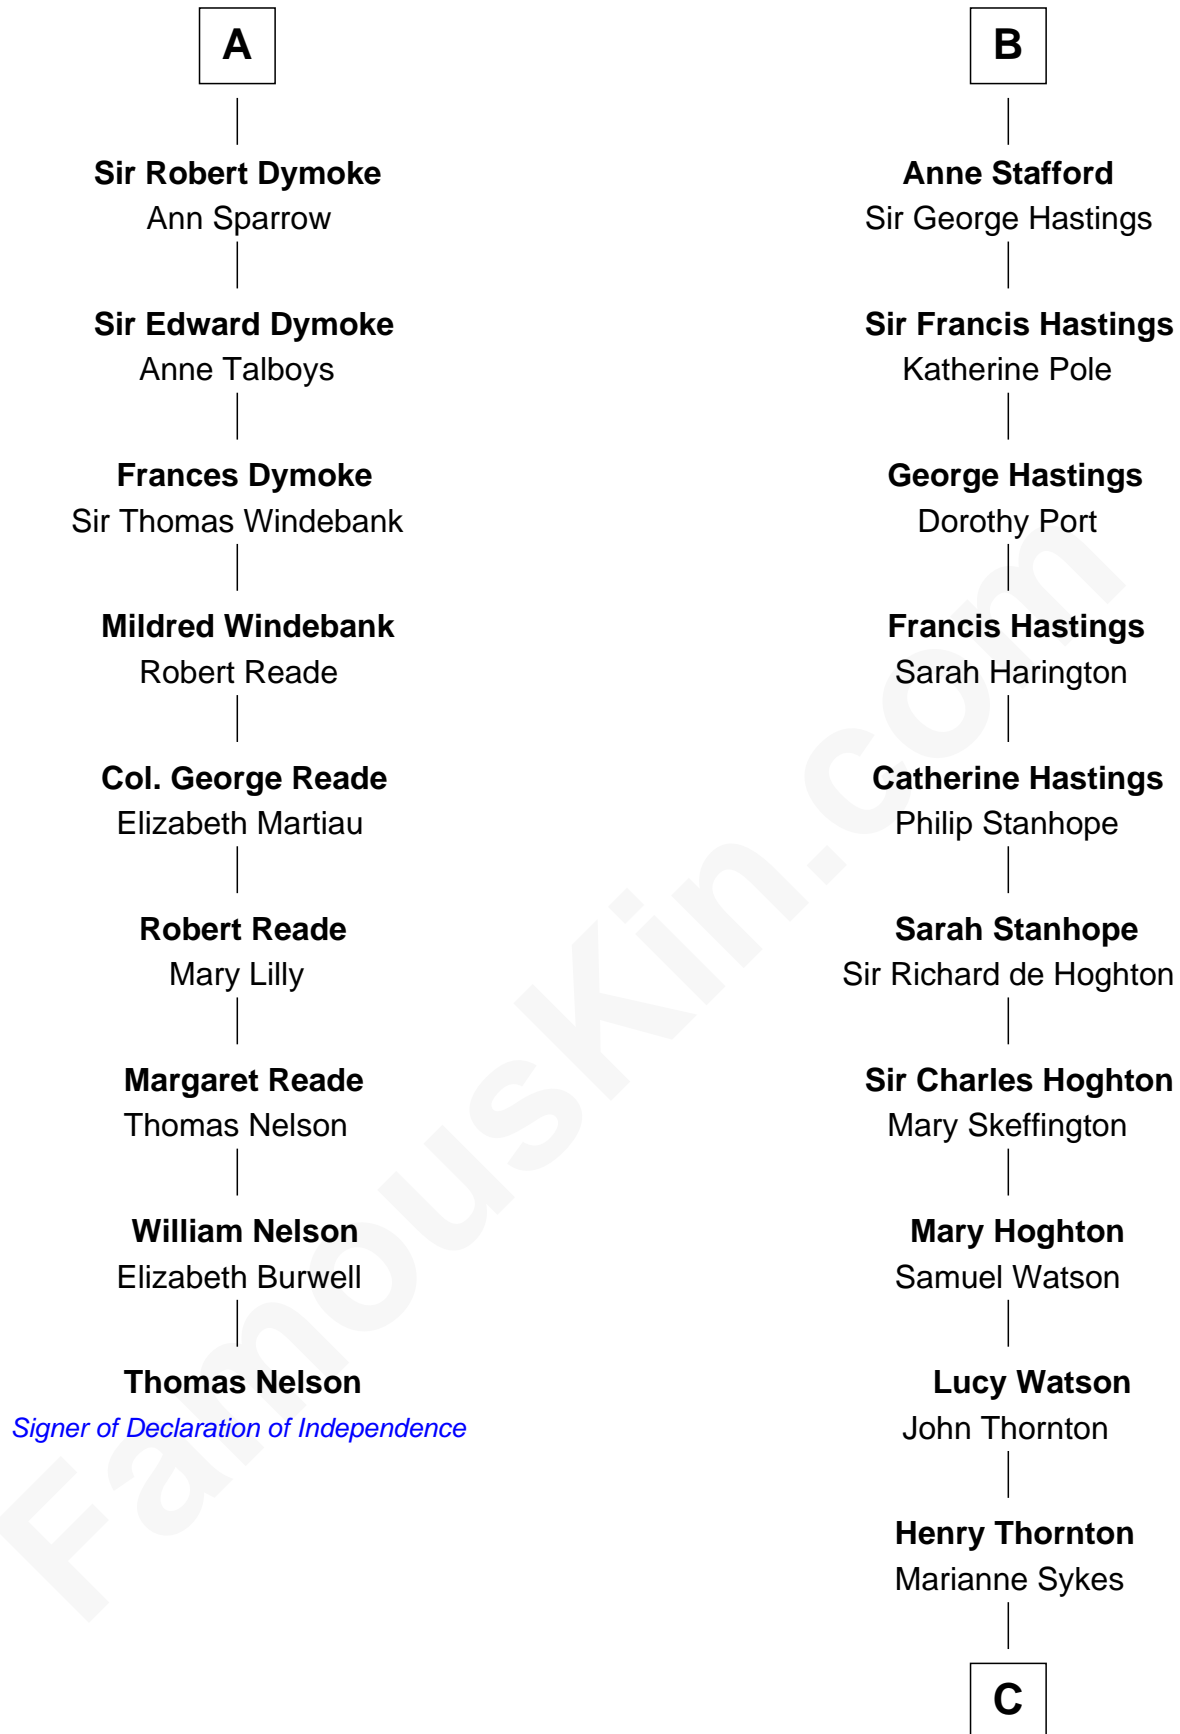 A
Sir Robert Dymoke
Ann Sparrow
Sir Edward Dymoke
Anne Talboys
Frances Dymoke
Sir Thomas Windebank
Mildred Windebank
Robert Reade
Col. George Reade
Elizabeth Martiau
Robert Reade
Mary Lilly
Margaret Reade
Thomas Nelson
William Nelson
Elizabeth Burwell
Thomas Nelson
Signer of Declaration of Independence
B
Anne Stafford
Sir George Hastings
Sir Francis Hastings
Katherine Pole
George Hastings
Dorothy Port
Francis Hastings
Sarah Harington
Catherine Hastings
Philip Stanhope
Sarah Stanhope
Sir Richard de Hoghton
Sir Charles Hoghton
Mary Skeffington
Mary Hoghton
Samuel Watson
Lucy Watson
John Thornton
Henry Thornton
Marianne Sykes
C
FamousKin.com